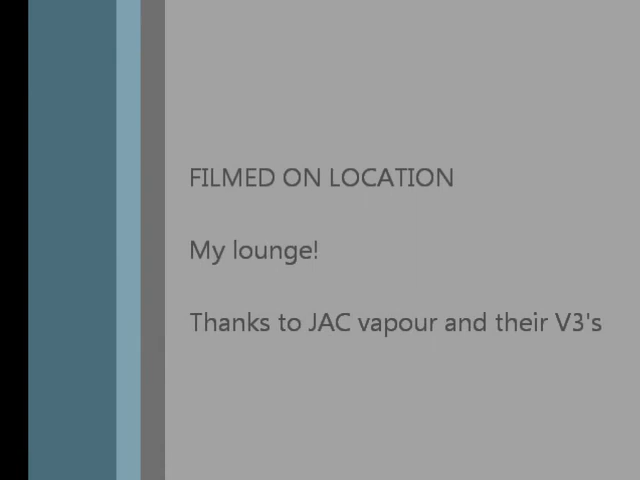 FILMED ON LOCATION
My lounge!
Thanks to JAC vapour and their V3's